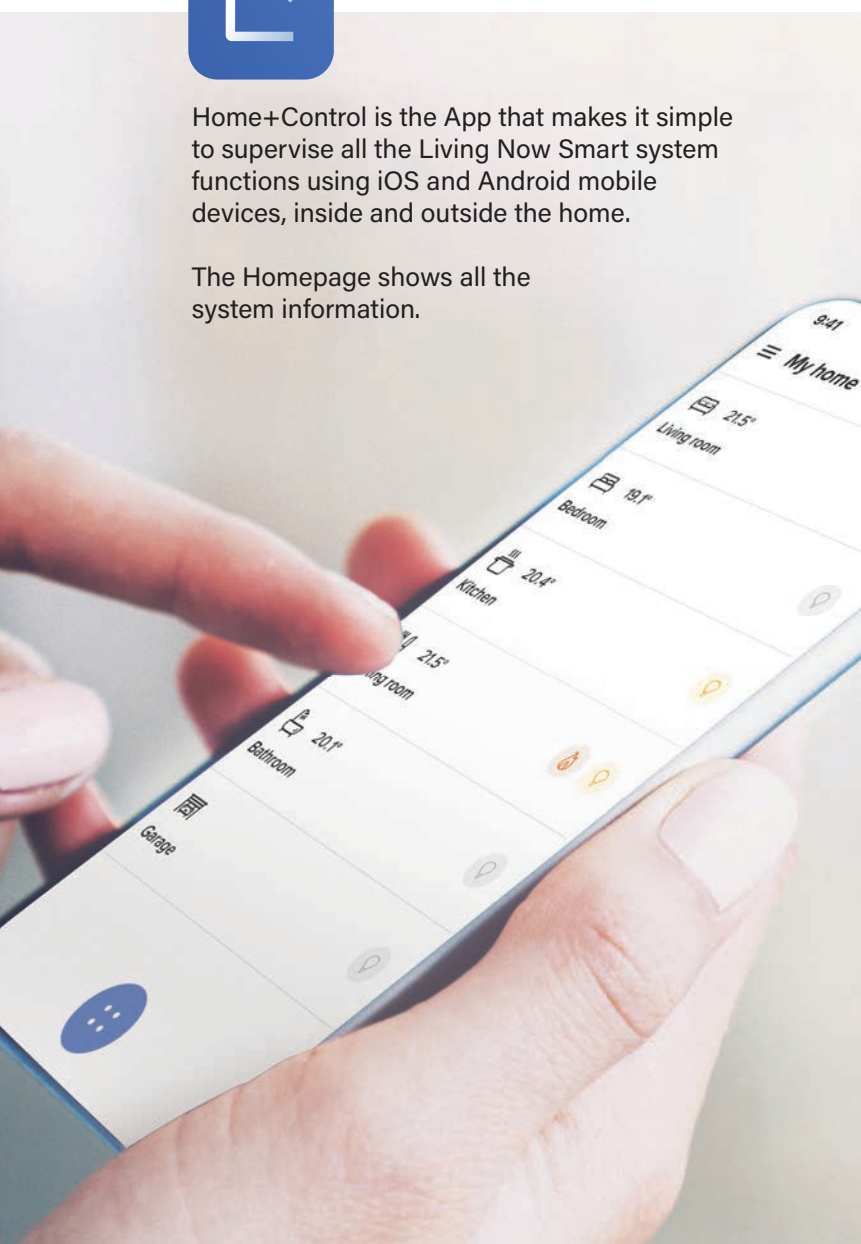 Home+Control is the App that makes it simple
to supervise all the Living Now Smart system
functions using iOS and Android mobile
devices, inside and outside the home.
The Homepage shows all the
system information.
9:41
My home
21.5°
Living room
19.1°
Bedroom
20.4°
Kitchen
21.5°
room
20.1°
Bathroom
Garage